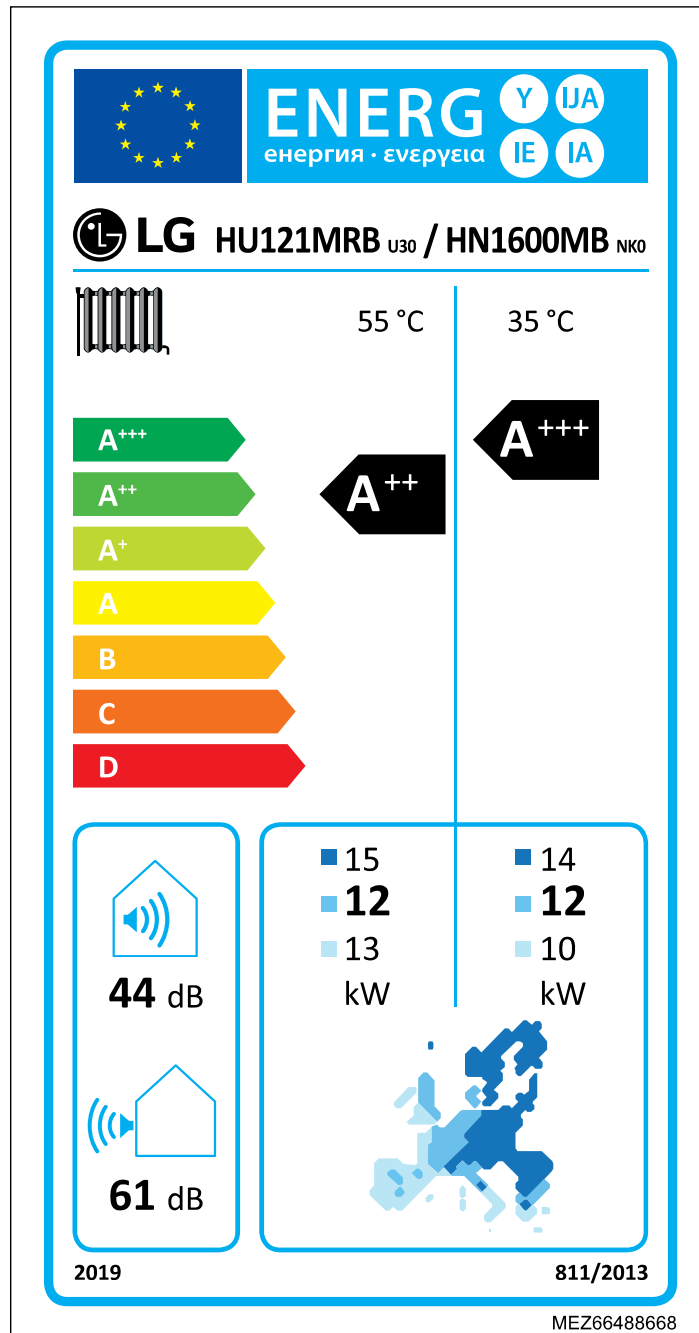 ENERG Y IJA
енергия · ενεργεια IE IA
LG HU121MRB U30 / HN1600MB NK0
55 °C 35 °C
A+++ A+++
A++ A++
A+
A
B
C
D
15 14
12 12
13 10
kW kW
44 dB
61 dB
2019 811/2013
MEZ66488668